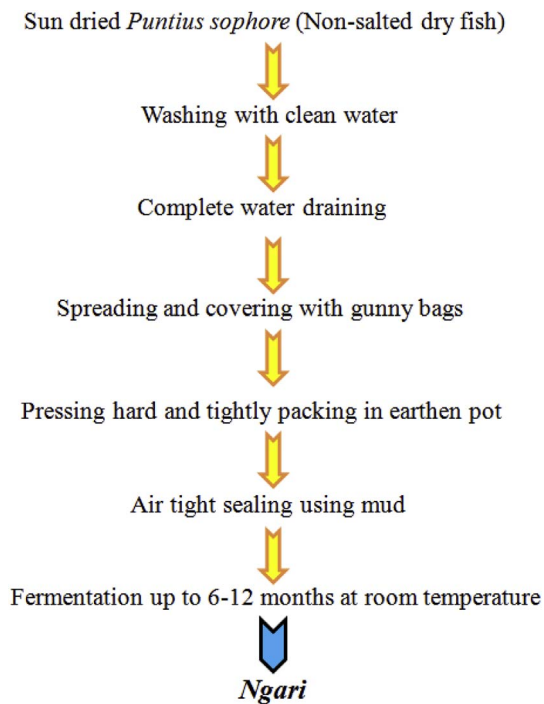 Sun dried Puntius sophore (Non-salted dry fish)
Washing with clean water
Complete water draining
Spreading and covering with gunny bags
Pressing hard and tightly packing in earthen pot
Air tight sealing using mud
Fermentation up to 6-12 months at room temperature
Ngari